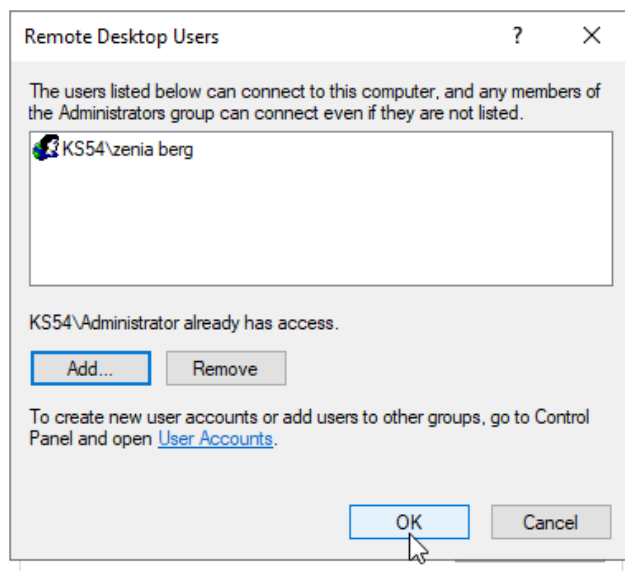 Remote Desktop Users
?
The users listed below can connect to this computer, and any members of
the Administrators group can connect even if they are not listed.
KS54\zenia berg
KS54\Administrator already has access.
Add...
Remove
To create new user accounts or add users to other groups, go to Control
Panel and open User Accounts.
OK
Cancel